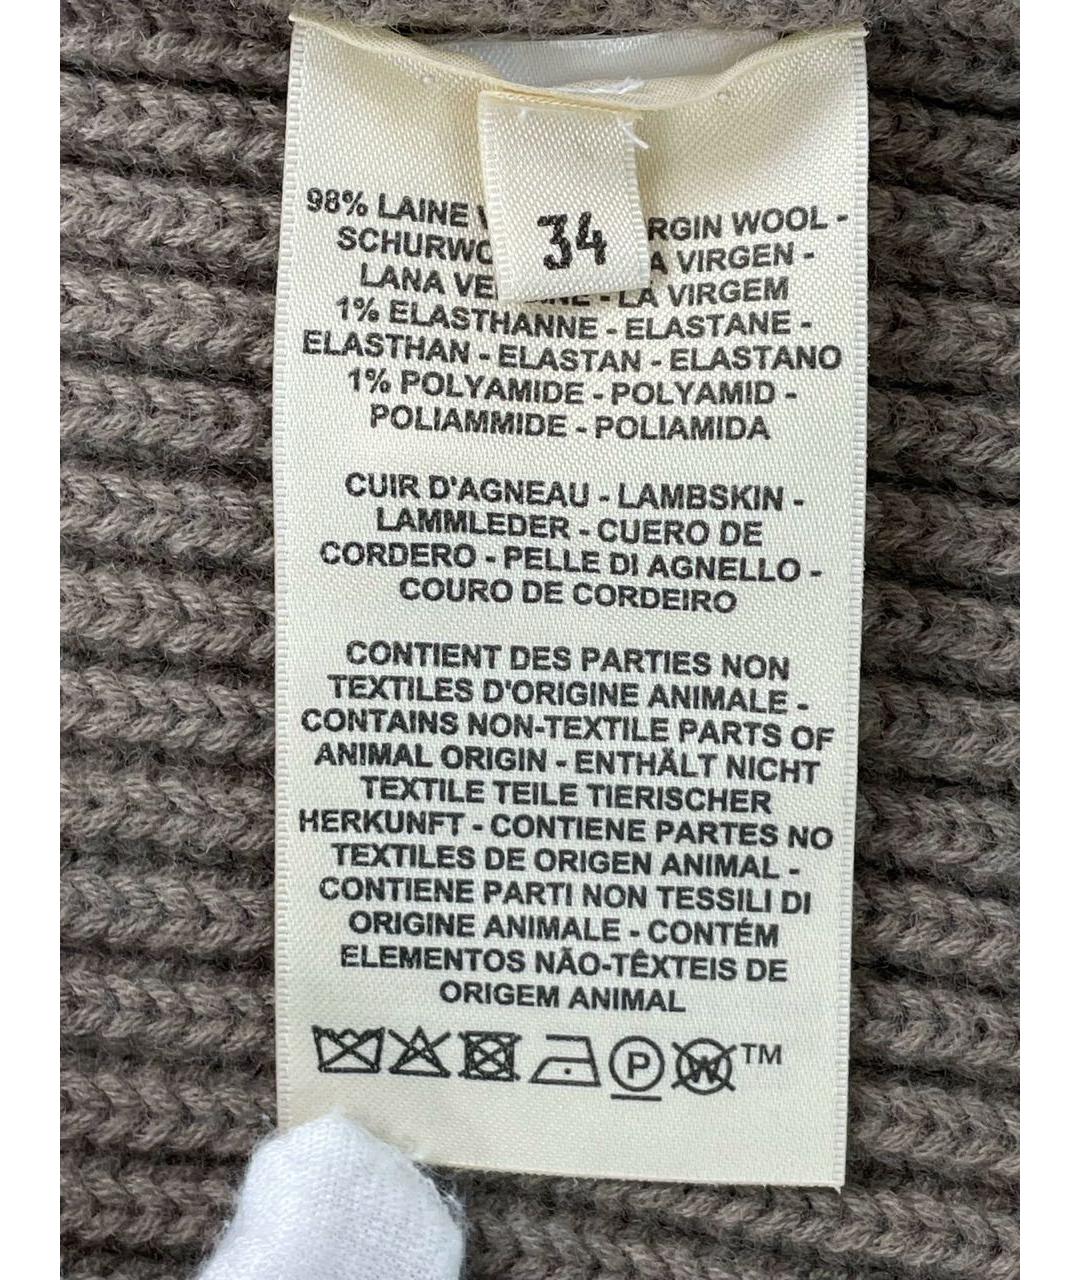 34
98% LAINE RGIN WOOL -
SCHURWO A VIRGEN -
LANA VE NE - LA VIRGEM
1% ELASTHANNE - ELASTANE -
ELASTHAN - ELASTAN - ELASTANO
1% POLYAMIDE - POLYAMID -
POLIAMMIDE - POLIAMIDA
CUIR D'AGNEAU - LAMBSKIN -
LAMMLEDER - CUERO DE
CORDERO - PELLE DI AGNELLO -
COURO DE CORDEIRO
CONTIENT DES PARTIES NON
TEXTILES D'ORIGINE ANIMALE -
CONTAINS NON-TEXTILE PARTS OF
ANIMAL ORIGIN - ENTHÄLT NICHT
TEXTILE TEILE TIERISCHER
HERKUNFT - CONTIENE PARTES NO
TEXTILES DE ORIGEN ANIMAL -
CONTIENE PARTI NON TESSILI DI
ORIGINE ANIMALE - CONTÉM
ELEMENTOS NÃO-TÊXTEIS DE
ORIGEM ANIMAL
P W TM